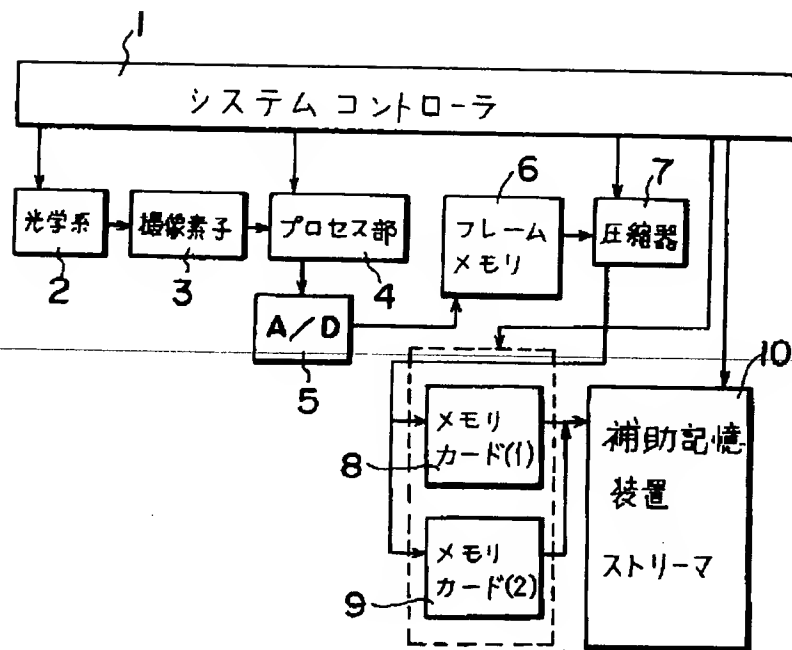 1
システムコントローラ
6
7
光学系
撮像素子
プロセス部
フレーム
メモリ
圧縮器
2
3
4
A/D
5
10
メモリ
カード(1)
8
補助記憶
装置
ストリーマ
メモリ
カード(2)
9